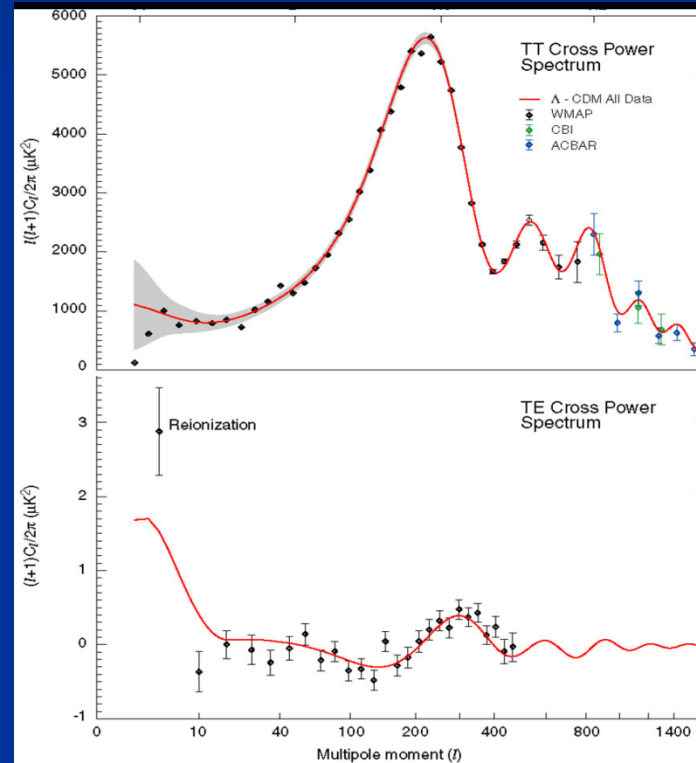 6000
5000
4000
3000
2000
1000
0
l(l+1)Cl/2π (μK²)
TT Cross Power
Spectrum
Λ - CDM All Data
WMAP
CBI
ACBAR
3
2
1
0
-1
(l+1)Cl/2π (μK²)
Reionization
TE Cross Power
Spectrum
0 10 40 100 200 400 800 1400
Multipole moment (l)